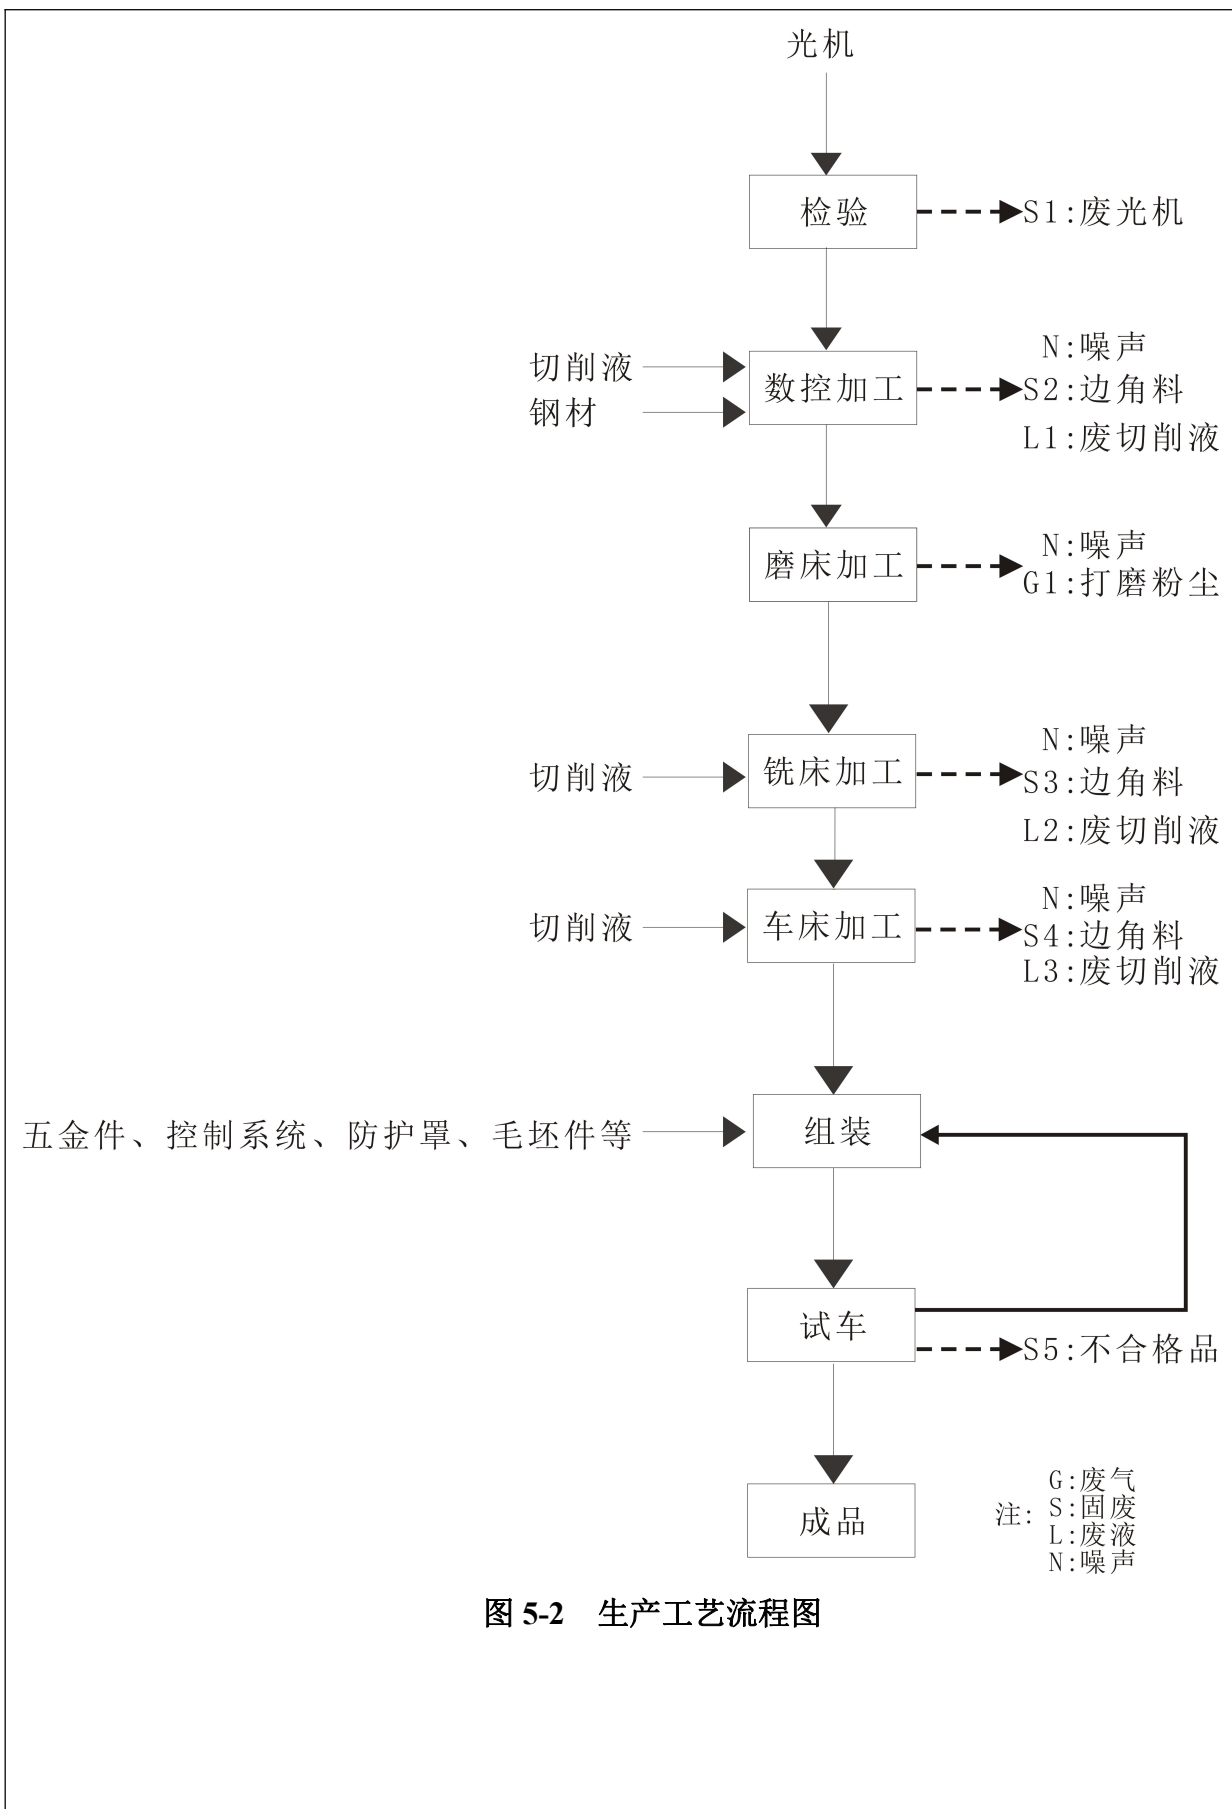 光机
检验
S1:废光机
切削液
钢材
数控加工
N:噪声
S2:边角料
L1:废切削液
磨床加工
N:噪声
G1:打磨粉尘
切削液
铣床加工
N:噪声
S3:边角料
L2:废切削液
切削液
车床加工
N:噪声
S4:边角料
L3:废切削液
五金件、控制系统、防护罩、毛坯件等
组装
试车
S5:不合格品
成品
注:
G:废气
S:固废
L:废液
N:噪声
图 5-2 生产工艺流程图